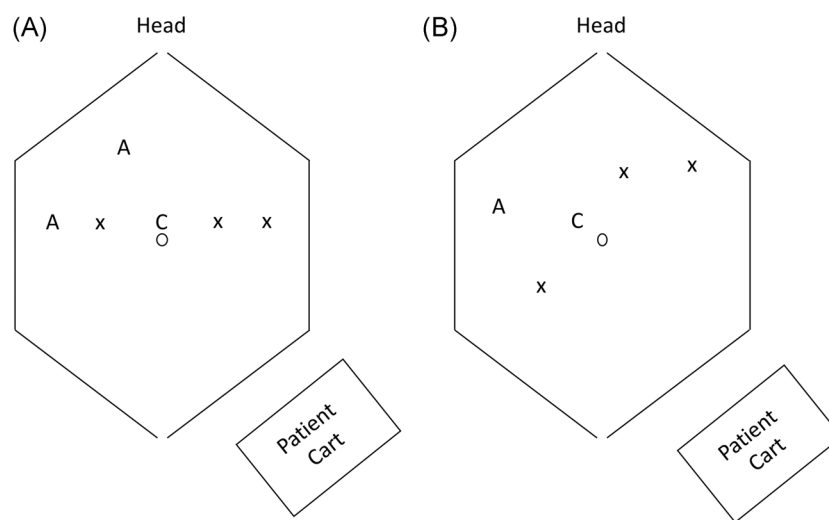 (A)
Head
A
A x C x x
O
Patient
Cart
(B)
Head
x x
A
C
O
x
Patient
Cart